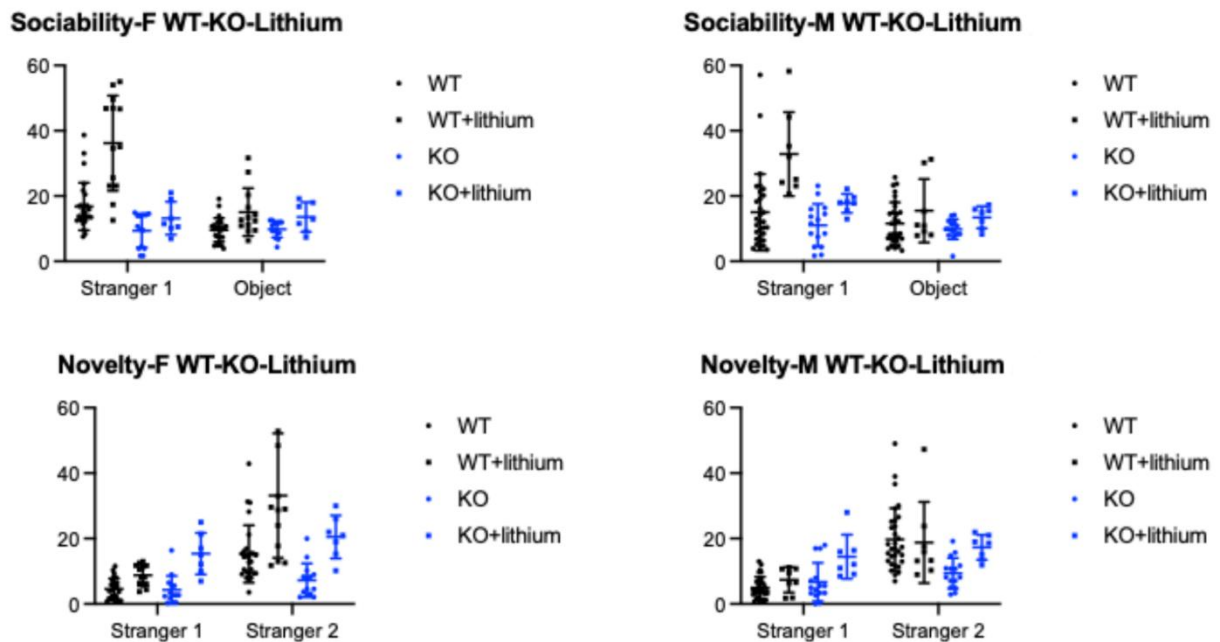 Sociability-F WT-KO-Lithium
60
40
20
0
Stranger 1
Object
WT
WT+lithium
KO
KO+lithium
Sociability-M WT-KO-Lithium
60
40
20
0
Stranger 1
Object
WT
WT+lithium
KO
KO+lithium
Novelty-F WT-KO-Lithium
60
40
20
0
Stranger 1
Stranger 2
WT
WT+lithium
KO
KO+lithium
Novelty-M WT-KO-Lithium
60
40
20
0
Stranger 1
Stranger 2
WT
WT+lithium
KO
KO+lithium